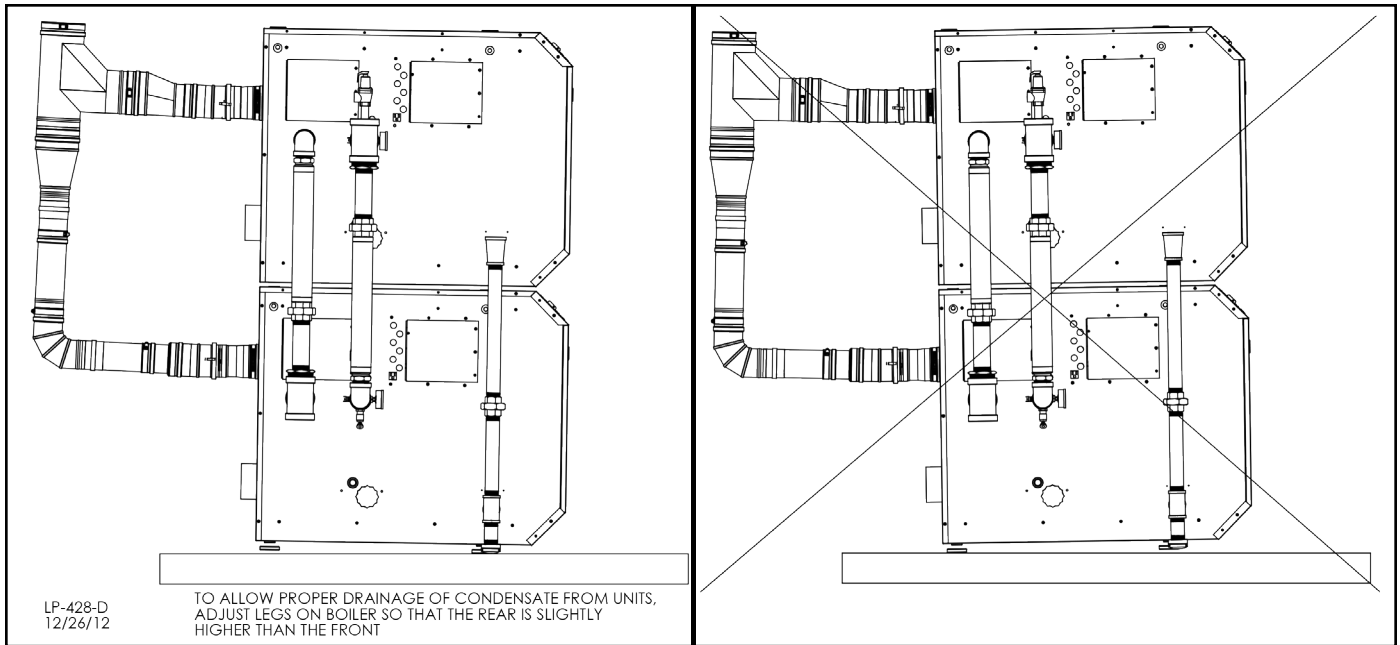 LP-428-D
12/26/12
TO ALLOW PROPER DRAINAGE OF CONDENSATE FROM UNITS,
ADJUST LEGS ON BOILER SO THAT THE REAR IS SLIGHTLY
HIGHER THAN THE FRONT